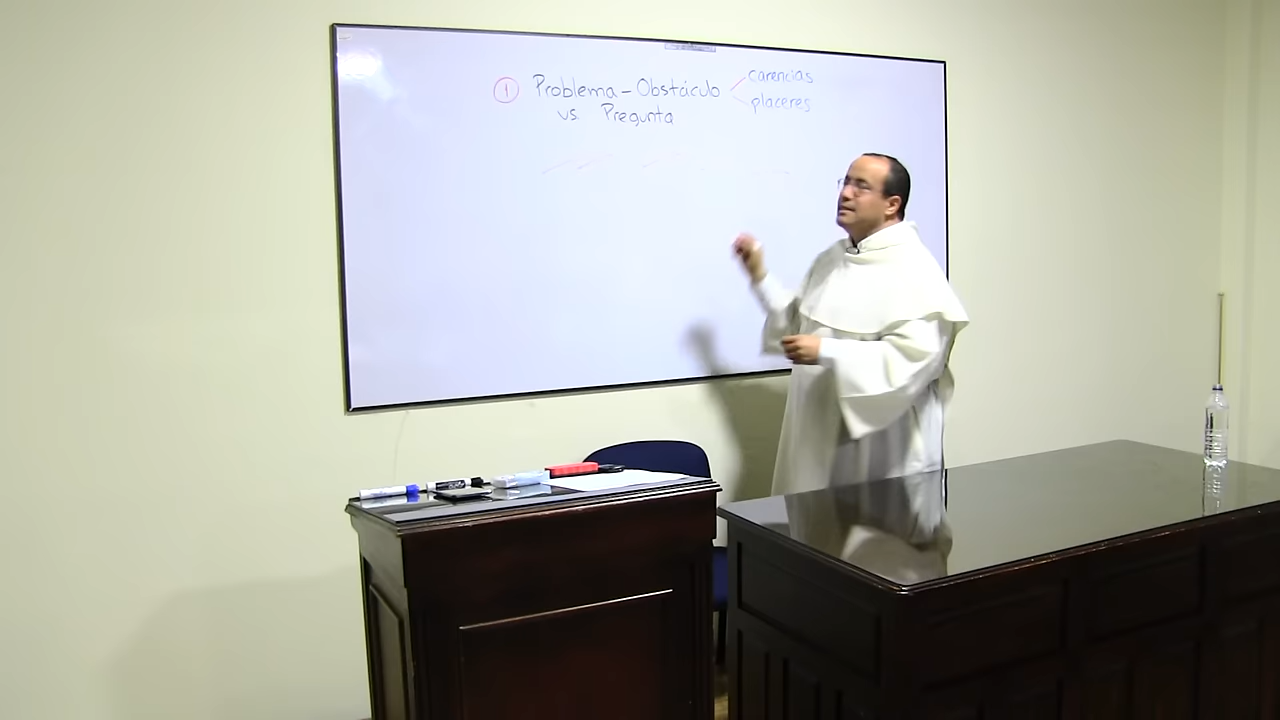 ① Problema - Obstáculo
carencias
placeres
vs. Pregunta